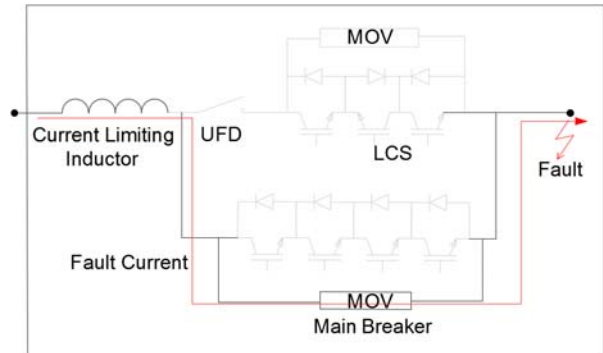 MOV
Current Limiting
Inductor
UFD
LCS
Fault
Fault Current
MOV
Main Breaker